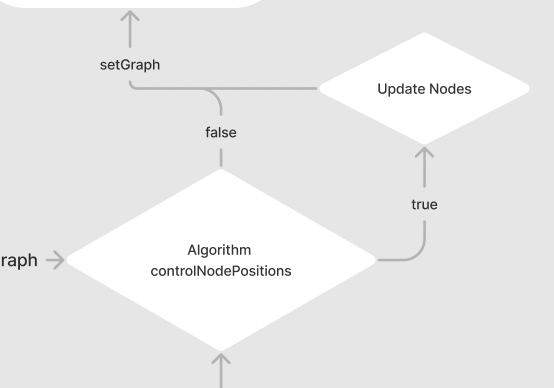 setGraph
Update Nodes
false
true
Algorithm
controlNodePositions
raph